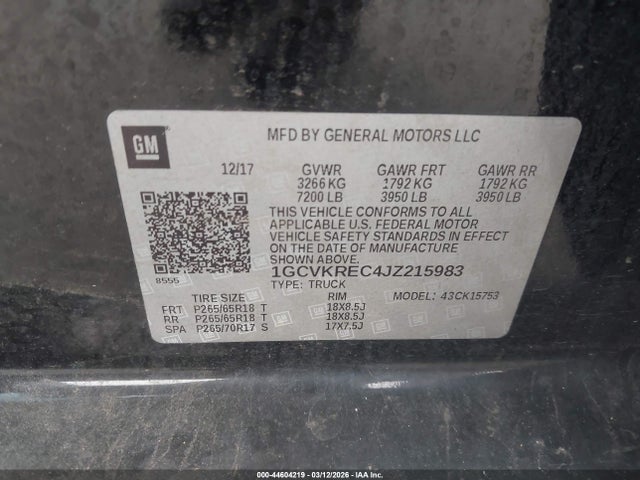 GM
MFD BY GENERAL MOTORS LLC
12/17 GVWR GAWR FRT GAWR RR
3266 KG 1792 KG 1792 KG
7200 LB 3950 LB 3950 LB
THIS VEHICLE CONFORMS TO ALL
APPLICABLE U.S. FEDERAL MOTOR
VEHICLE SAFETY STANDARDS IN EFFECT
ON THE DATE OF MANUFACTURE
SHOWN ABOVE.
1GCVKREC4JZ215983
8555
TYPE: TRUCK
TIRE SIZE RIM MODEL: 43CK15753
FRT P265/65R18 T 18X8.5J
RR P265/65R18 T 18X8.5J
SPA P265/70R17 S 17X7.5J
000-44604219 - 03/12/2026 - IAAI.com